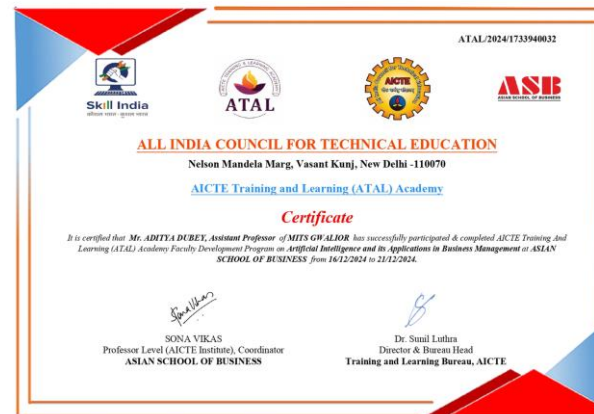 ATAL/2024/1733940032
Skill India
कौशल भारत - कुशल भारत
ATAL
AICTE
ASB
ASIAN SCHOOL OF BUSINESS
ALL INDIA COUNCIL FOR TECHNICAL EDUCATION
Nelson Mandela Marg, Vasant Kunj, New Delhi -110070
AICTE Training and Learning (ATAL) Academy
Certificate
It is certified that Mr. ADITYA DUBEY, Assistant Professor of MITS GWALIOR has successfully participated & completed AICTE Training And
Learning (ATAL) Academy Faculty Development Program on Artificial Intelligence and its Applications in Business Management at ASIAN
SCHOOL OF BUSINESS from 16/12/2024 to 21/12/2024.
SONA VIKAS
Professor Level (AICTE Institute), Coordinator
ASIAN SCHOOL OF BUSINESS
Dr. Sunil Luthra
Director & Bureau Head
Training and Learning Bureau, AICTE